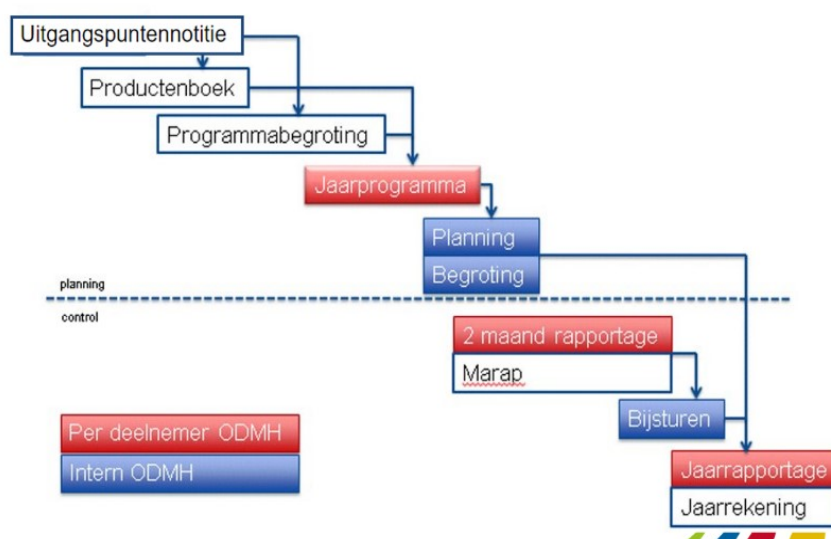 Uitgangspuntennotitie
Productenboek
Programmabegroting
Jaarprogramma
Planning
Begroting
planning
control
2 maand rapportage
Marap
Bijsturen
Per deelnemer ODMH
Intern ODMH
Jaarrapportage
Jaarrekening